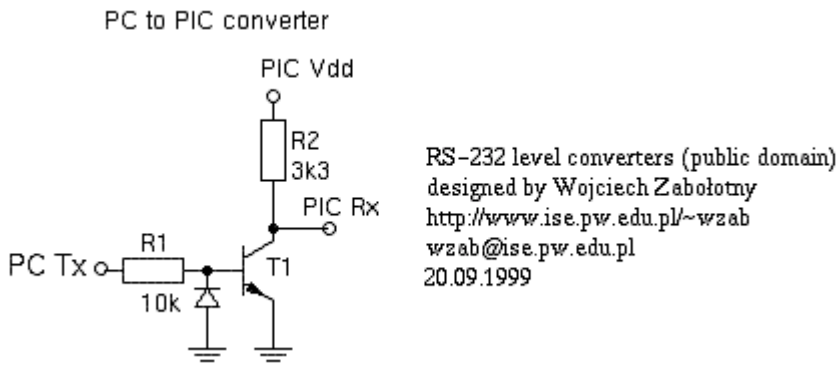 PC to PIC converter
PIC Vdd
R2
3k3
PIC Rx
R1
PC Tx
T1
10k
RS-232 level converters (public domain)
designed by Wojciech Zabołotny
http://www.ise.pw.edu.pl/~wzab
wzab@ise.pw.edu.pl
20.09.1999